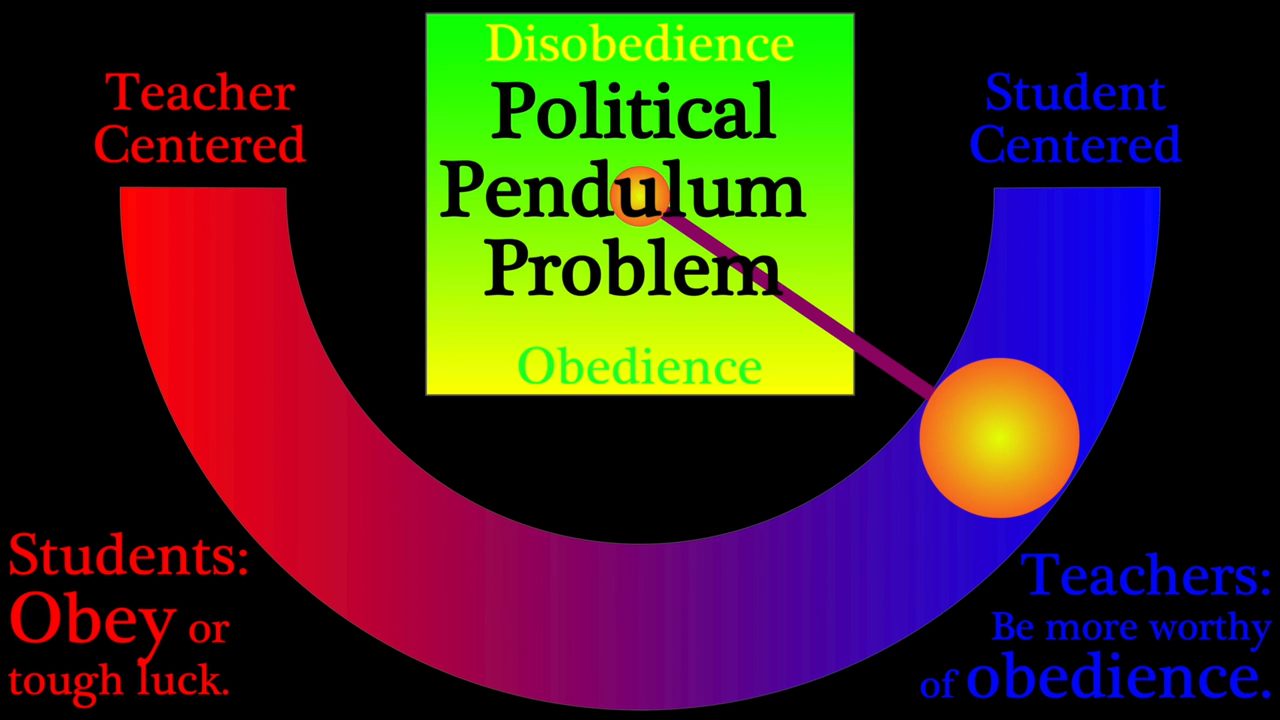 Disobedience
Political
Pendulum
Problem
Obedience
Teacher
Centered
Student
Centered
Students:
Obey or
tough luck.
Teachers:
Be more worthy
of obedience.